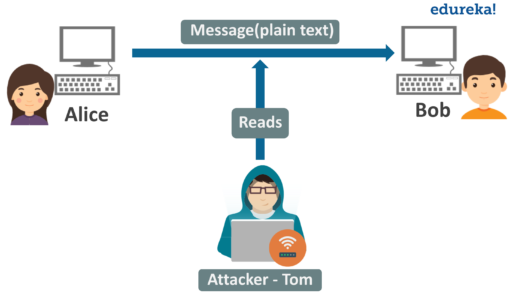 edureka!
Message(plain text)
Alice
Bob
Reads
Attacker - Tom